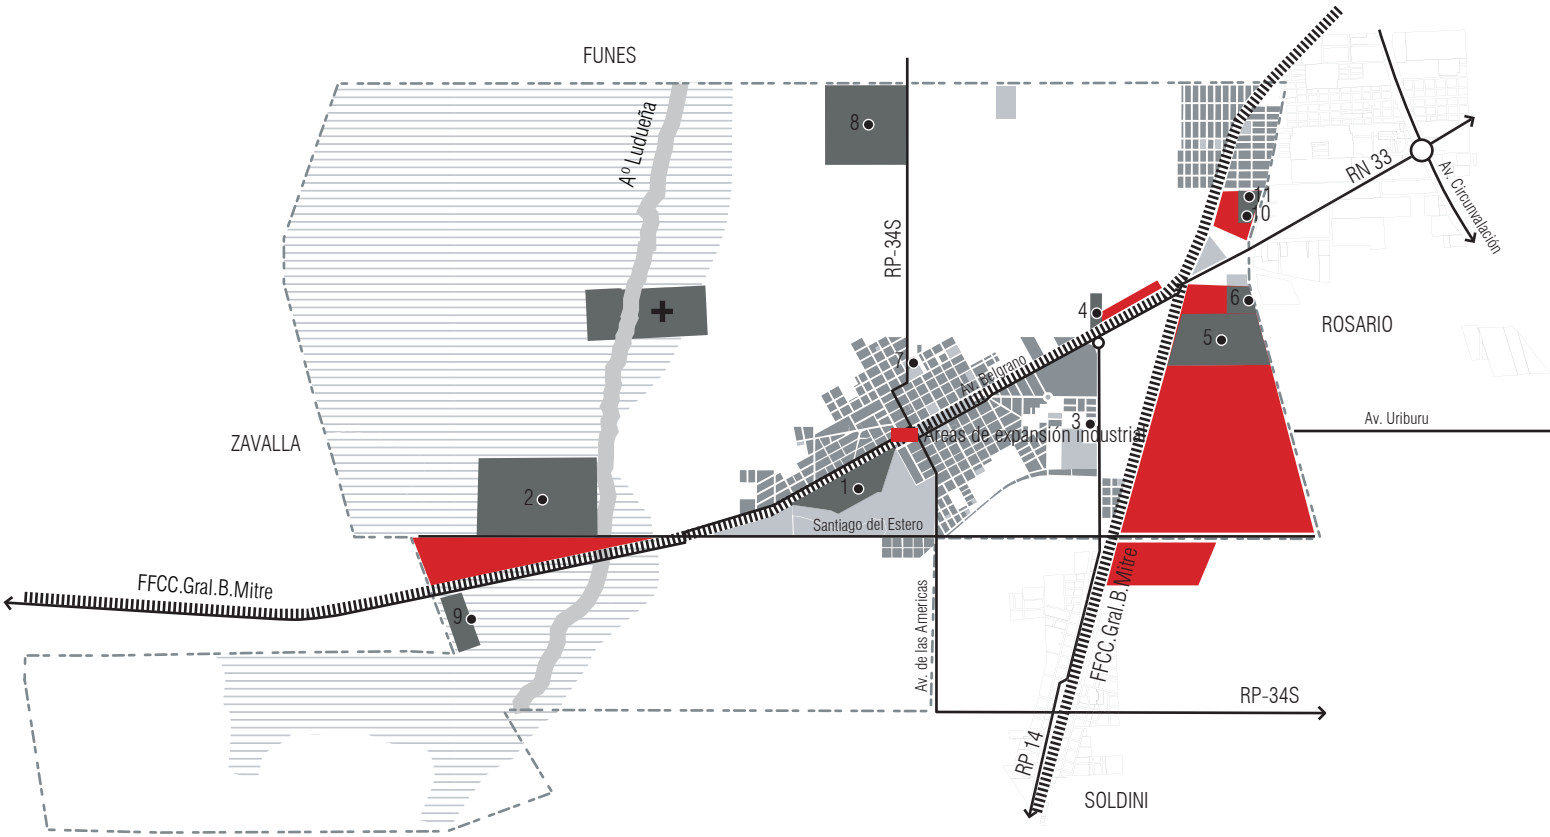 FUNES
Aº Ludueña
8
11
10
RN 33
Av. Circunvalación
RP-34S
6
4
5
ROSARIO
7
Av. Belgrano
3
Av. Uriburu
Áreas de expansión industrial
ZAVALLA
2
1
Santiago del Estero
FFCC.Gral.B.Mitre
9
Av. de las Americas
FFCC.Gral.B.Mitre
RP-34S
RP 14
SOLDINI